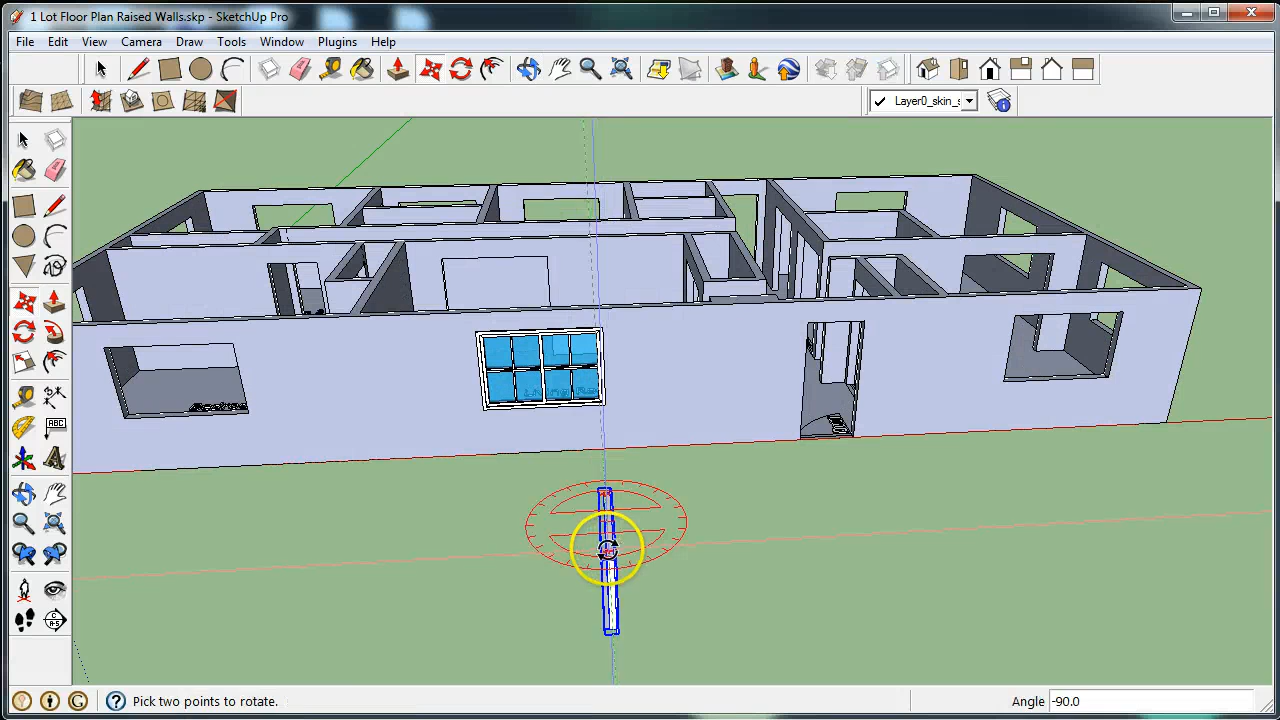 1 Lot Floor Plan Raised Walls.skp - SketchUp Pro
File Edit View Camera Draw Tools Window Plugins Help
Layer0_skin_s
ABC
Pick two points to rotate.
Angle -90.0